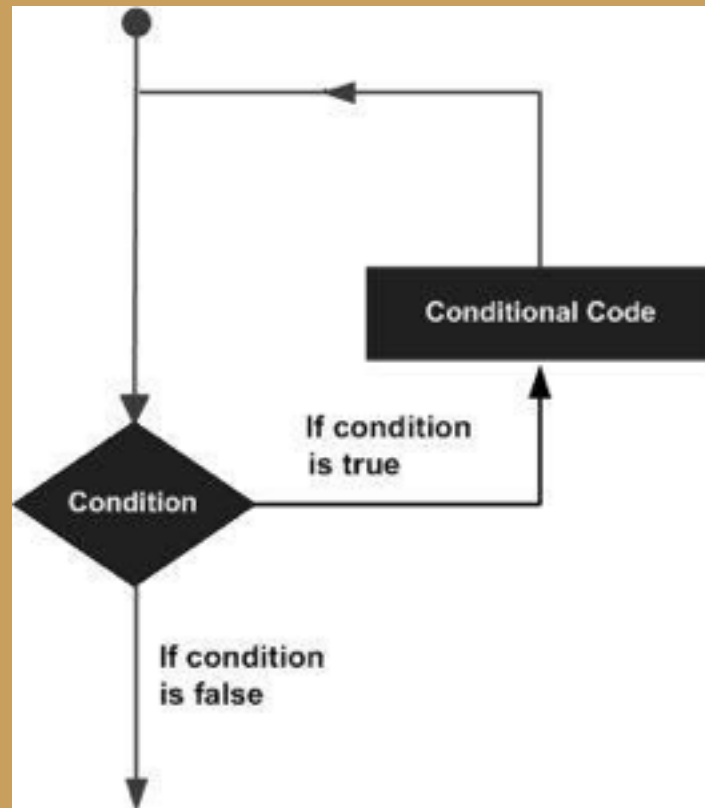 Conditional Code
If condition
is true
Condition
If condition
is false